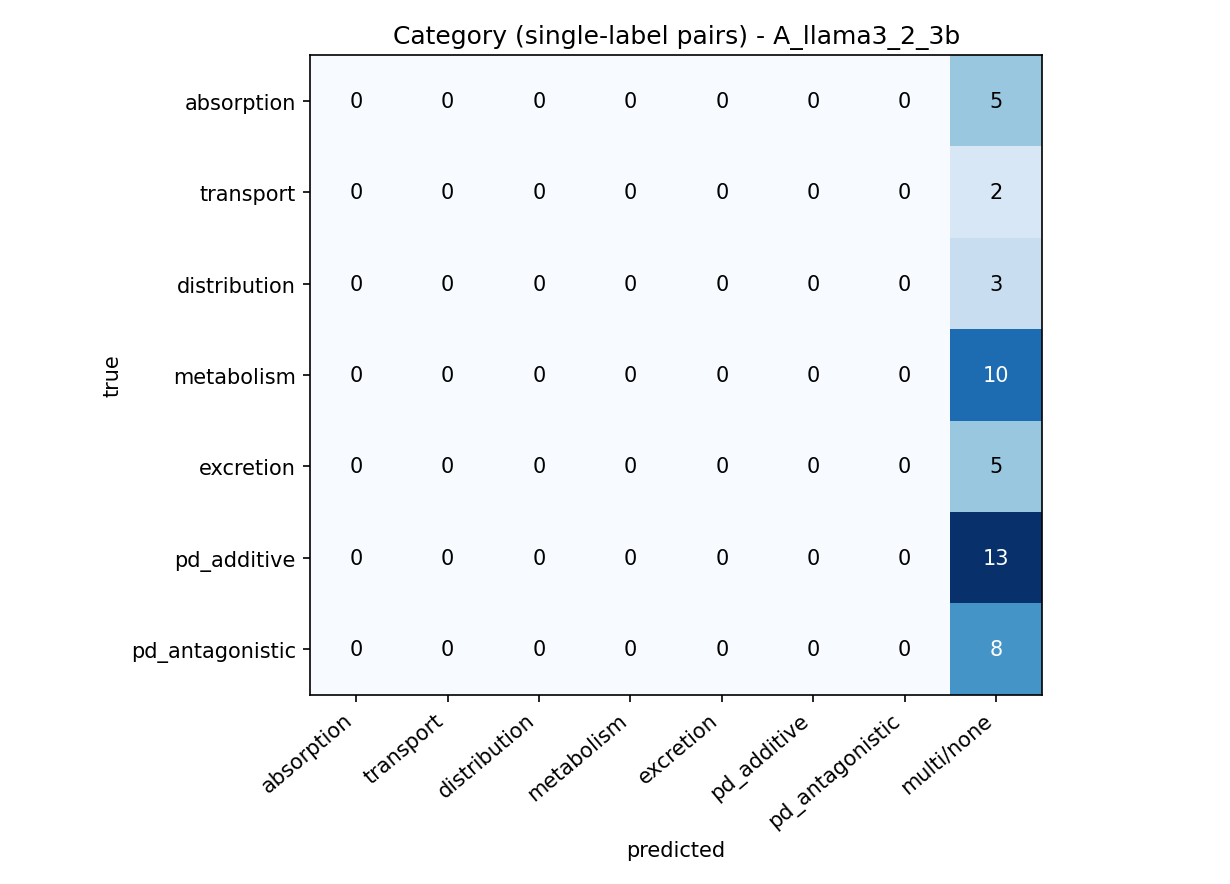 Category (single-label pairs) - A_llama3_2_3b
absorption 0 0 0 0 0 0 0 5
transport 0 0 0 0 0 0 0 2
distribution 0 0 0 0 0 0 0 3
true
metabolism 0 0 0 0 0 0 0 10
excretion 0 0 0 0 0 0 0 5
pd_additive 0 0 0 0 0 0 0 13
pd_antagonistic 0 0 0 0 0 0 0 8
absorption transport distribution metabolism excretion pd_additive pd_antagonistic multi/none
predicted